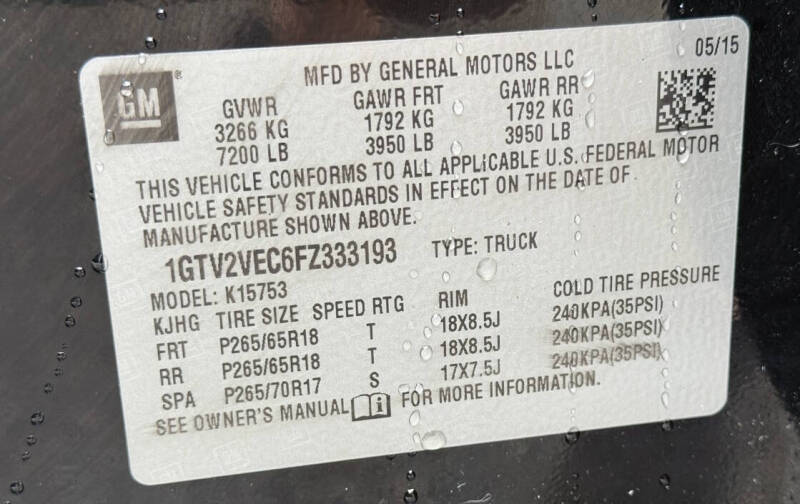 05/15
MFD BY GENERAL MOTORS LLC
GM
GVWR GAWR FRT GAWR RR
3266 KG 1792 KG 1792 KG
7200 LB 3950 LB 3950 LB
THIS VEHICLE CONFORMS TO ALL APPLICABLE U.S. FEDERAL MOTOR
VEHICLE SAFETY STANDARDS IN EFFECT ON THE DATE OF
MANUFACTURE SHOWN ABOVE.
1GTV2VEC6FZ333193 TYPE: TRUCK
MODEL: K15753
KJHG TIRE SIZE SPEED RTG RIM COLD TIRE PRESSURE
FRT P265/65R18 T 18X8.5J 240KPA(35PSI)
RR P265/65R18 T 18X8.5J 240KPA(35PSI)
SPA P265/70R17 S 17X7.5J 240KPA(35PSI)
SEE OWNER'S MANUAL FOR MORE INFORMATION.